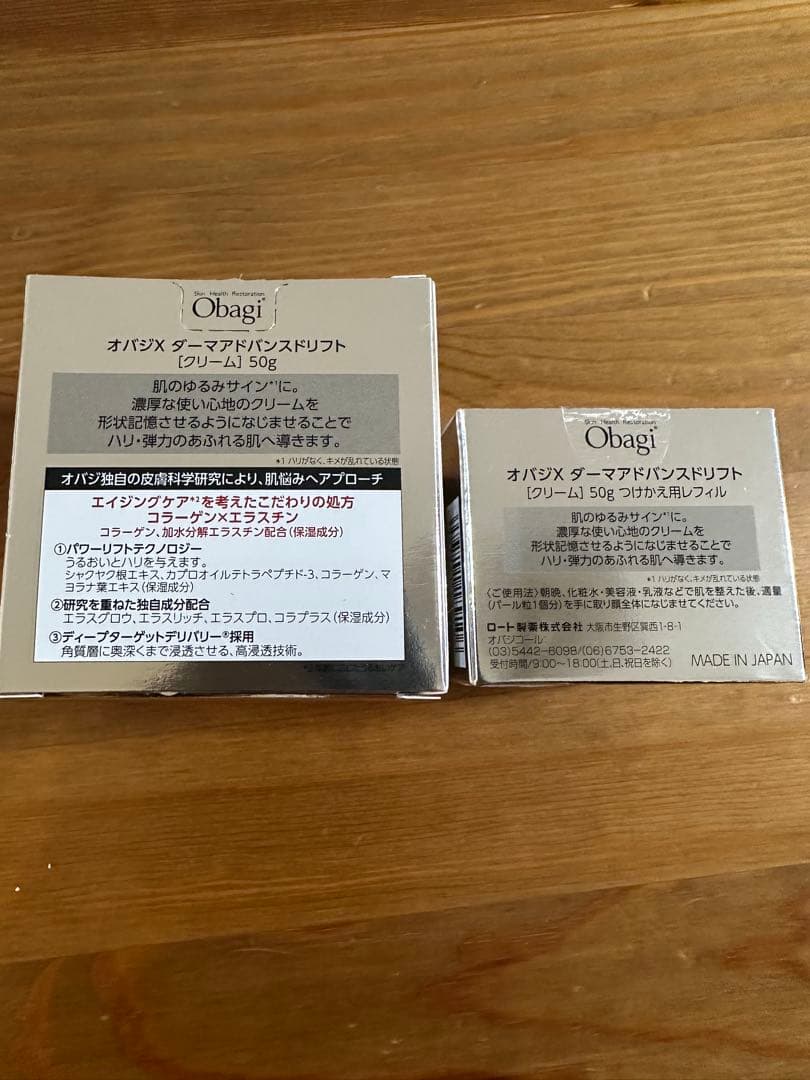 Skin Health Restoration
Obagi
オバジX ダーマアドバンスドリフト
[クリーム] 50g
肌のゆるみサイン*1に。
濃厚な使い心地のクリームを
形状記憶させるようになじませることで
ハリ・弾力のあふれる肌へ導きます。
*1 ハリがなく、キメが乱れている状態
オバジ独自の皮膚科学研究により、肌悩みへアプローチ
エイジングケア*2を考えたこだわりの処方
コラーゲン×エラスチン
コラーゲン、加水分解エラスチン配合(保湿成分)
①パワーリフトテクノロジー
うるおいとハリを与えます。
シャクヤク根エキス、カプロオイルテトラペプチド-3、コラーゲン、マ
ヨラナ葉エキス(保湿成分)
②研究を重ねた独自成分配合
エラスグロウ、エラスリッチ、エラスプロ、コラプラス(保湿成分)
③ディープターゲットデリバリー®採用
角質層に奥深くまで浸透させる、高浸透技術。
Skin Health Restoration
Obagi
オバジX ダーマアドバンスドリフト
[クリーム] 50g つけかえ用レフィル
肌のゆるみサイン*1に。
濃厚な使い心地のクリームを
形状記憶させるようになじませることで
ハリ・弾力のあふれる肌へ導きます。
*1 ハリがなく、キメが乱れている状態
〈ご使用法〉朝晩、化粧水・美容液・乳液などで肌を整えた後、適量
(パール粒1個分)を手に取り顔全体になじませてください。
ロート製薬株式会社 大阪市生野区巽西1-8-1
オバジコール
(03)5442-6098/(06)6753-2422
受付時間/9:00~18:00(土、日、祝日を除く)
MADE IN JAPAN